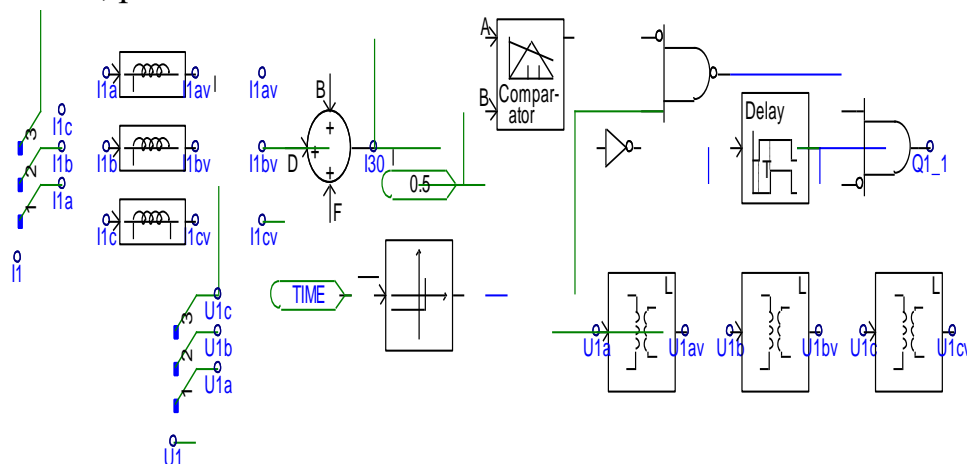 A
B
Compar-
ator
I1a
I1av
I1av
I1c
3
I1b
2
I1a
1
I1
I1b
I1bv
I1bv
I1c
I1cv
I1cv
B
+
D
+
+
F
I30
0.5
Delay
T
Q1_1
TIME
U1c
3
U1b
2
U1a
1
U1
L
U1a
U1av
L
U1b
U1bv
L
U1c
U1cv